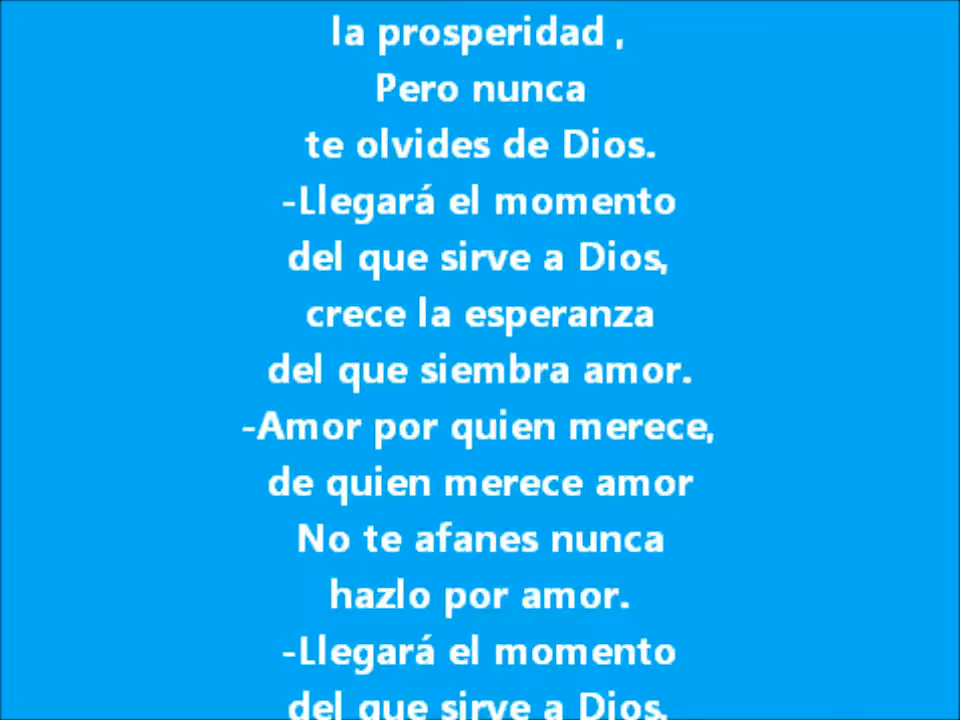 la prosperidad ,
Pero nunca
te olvides de Dios.
-Llegará el momento
del que sirve a Dios,
crece la esperanza
del que siembra amor.
-Amor por quien merece,
de quien merece amor
No te afanes nunca
hazlo por amor.
-Llegará el momento
del que sirve a Dios,